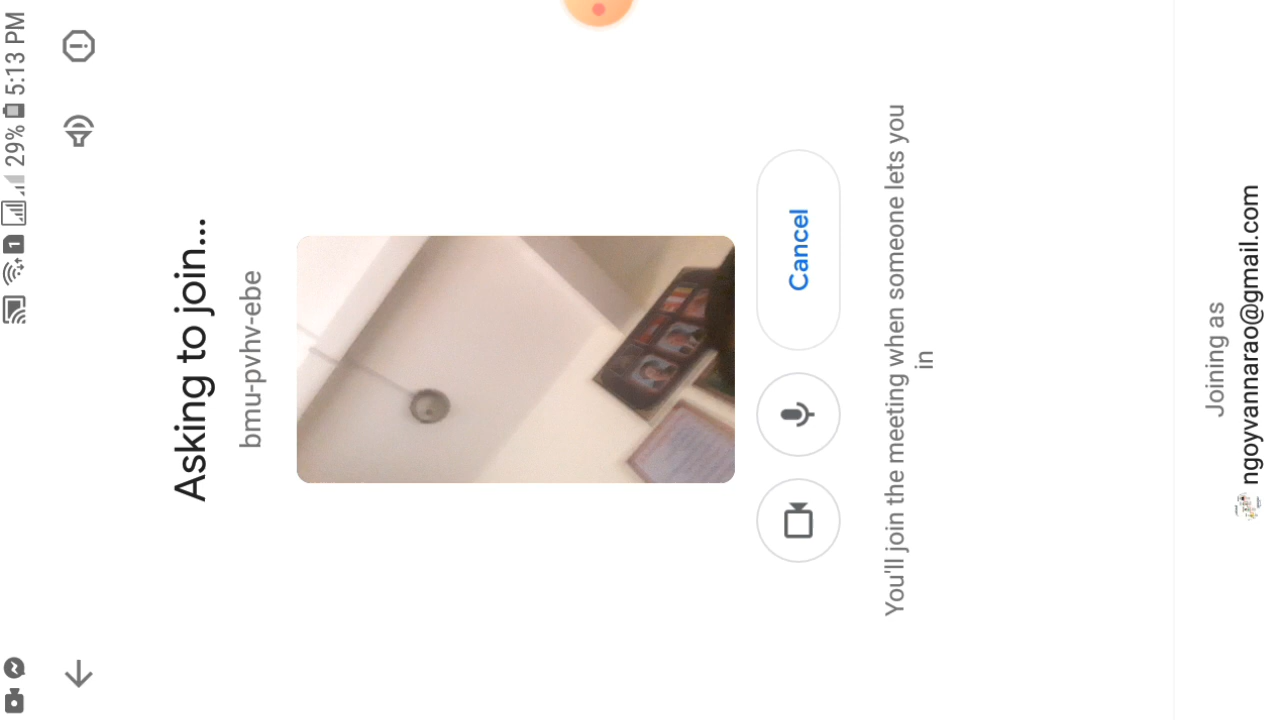 1 29% 5:13 PM
Asking to join...
bmu-pvhv-ebe
Cancel
You'll join the meeting when someone lets you
in
Joining as
ngoyvannarao@gmail.com